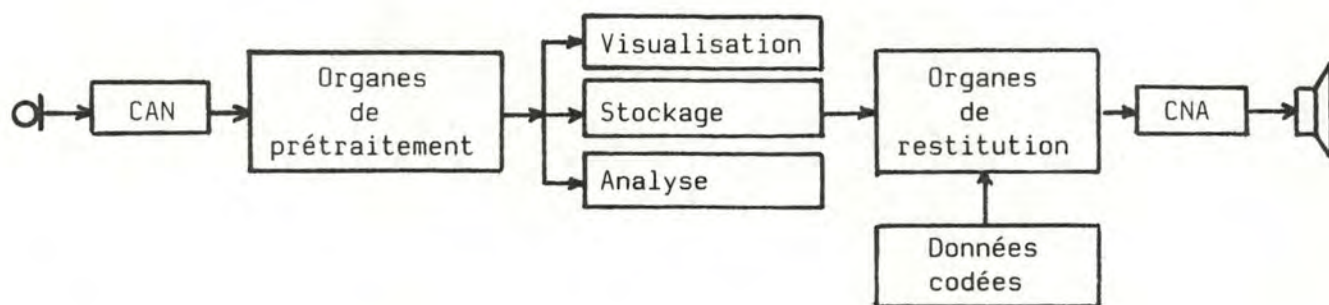 CAN
Organes
de
prétraitement
Visualisation
Stockage
Analyse
Organes
de
restitution
Données
codées
CNA